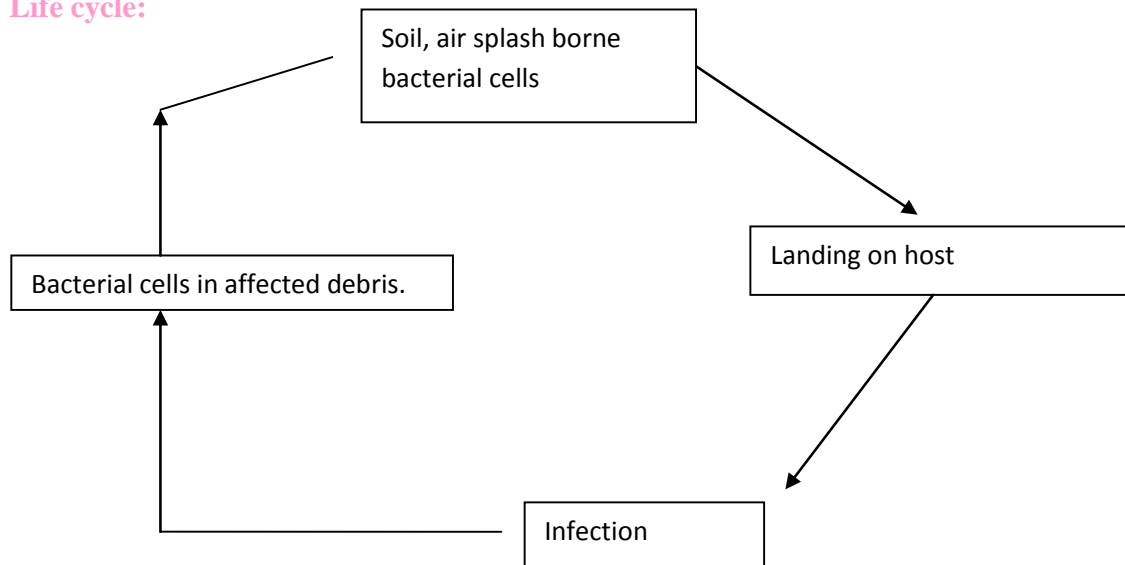 Life cycle:
Soil, air splash borne
bacterial cells
Landing on host
Bacterial cells in affected debris.
Infection